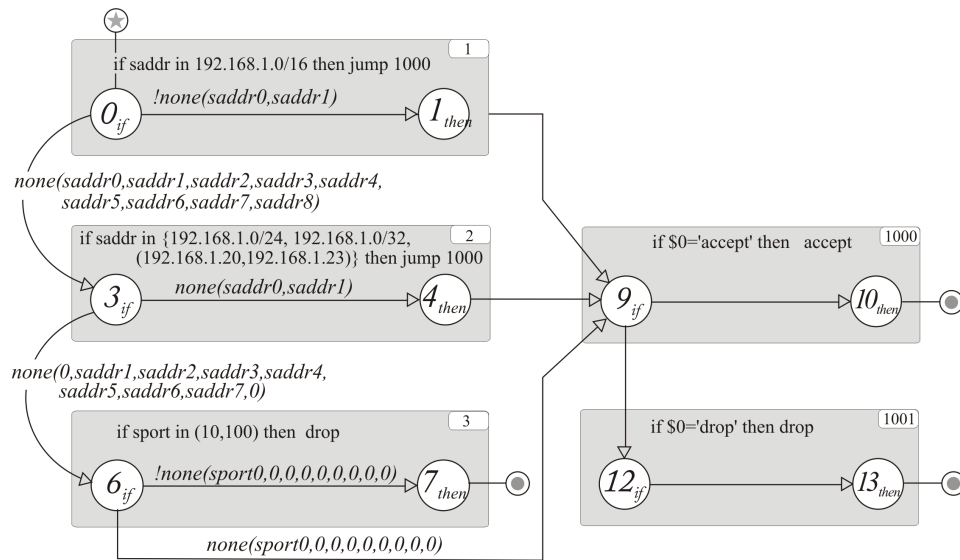 1
if saddr in 192.168.1.0/16 then jump 1000
!none(saddr0,saddr1)
0if
1then
none(saddr0,saddr1,saddr2,saddr3,saddr4,
saddr5,saddr6,saddr7,saddr8)
2
if saddr in {192.168.1.0/24, 192.168.1.0/32,
(192.168.1.20,192.168.1.23)} then jump 1000
none(saddr0,saddr1)
3if
4then
none(0,saddr1,saddr2,saddr3,saddr4,
saddr5,saddr6,saddr7,0)
3
if sport in (10,100) then drop
!none(sport0,0,0,0,0,0,0,0,0)
6if
7then
none(sport0,0,0,0,0,0,0,0,0)
1000
if $0='accept' then accept
9if
10then
1001
if $0='drop' then drop
12if
13then